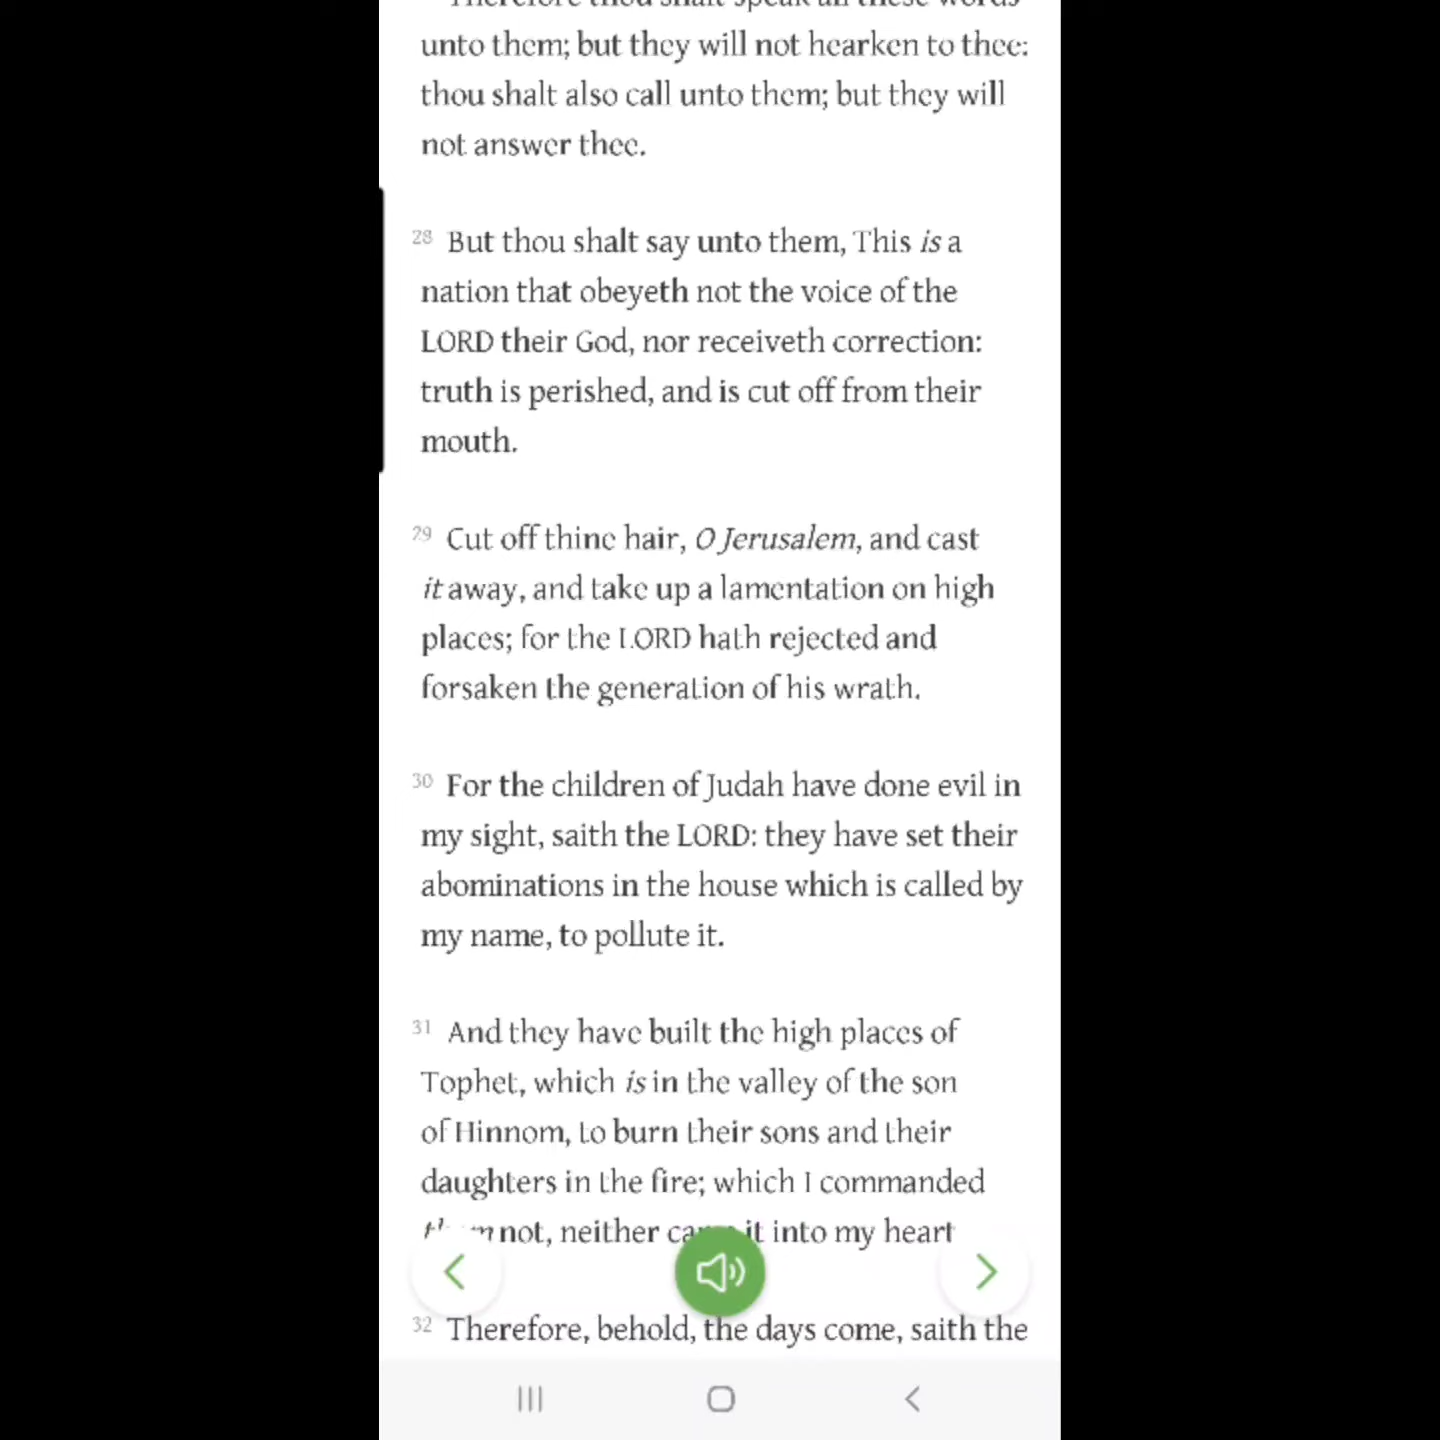 Therefore thou shalt speak all these words
unto them; but they will not hearken to thee:
thou shalt also call unto them; but they will
not answer thee.
28 But thou shalt say unto them, This is a
nation that obeyeth not the voice of the
LORD their God, nor receiveth correction:
truth is perished, and is cut off from their
mouth.
29 Cut off thine hair, O Jerusalem, and cast
it away, and take up a lamentation on high
places; for the LORD hath rejected and
forsaken the generation of his wrath.
30 For the children of Judah have done evil in
my sight, saith the LORD: they have set their
abominations in the house which is called by
my name, to pollute it.
31 And they have built the high places of
Tophet, which is in the valley of the son
of Hinnom, to burn their sons and their
daughters in the fire; which I commanded
not, neither it into my heart
32 Therefore, behold, the days come, saith the